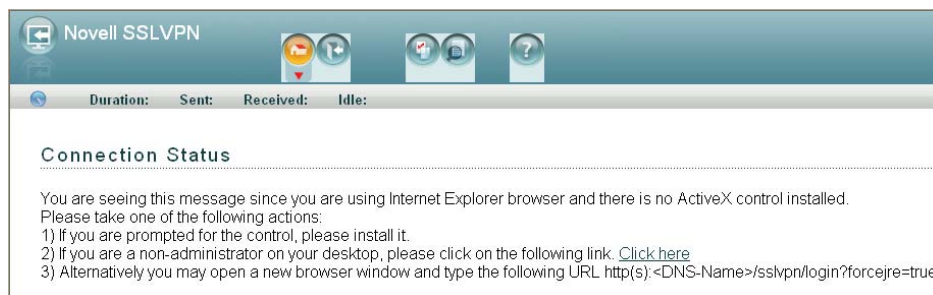 Novell SSLVPN
?
Duration: Sent: Received: Idle:
Connection Status
You are seeing this message since you are using Internet Explorer browser and there is no ActiveX control installed.
Please take one of the following actions:
1) If you are prompted for the control, please install it.
2) If you are a non-administrator on your desktop, please click on the following link. Click here
3) Alternatively you may open a new browser window and type the following URL http(s):<DNS-Name>/sslvpn/login?forcejre=true